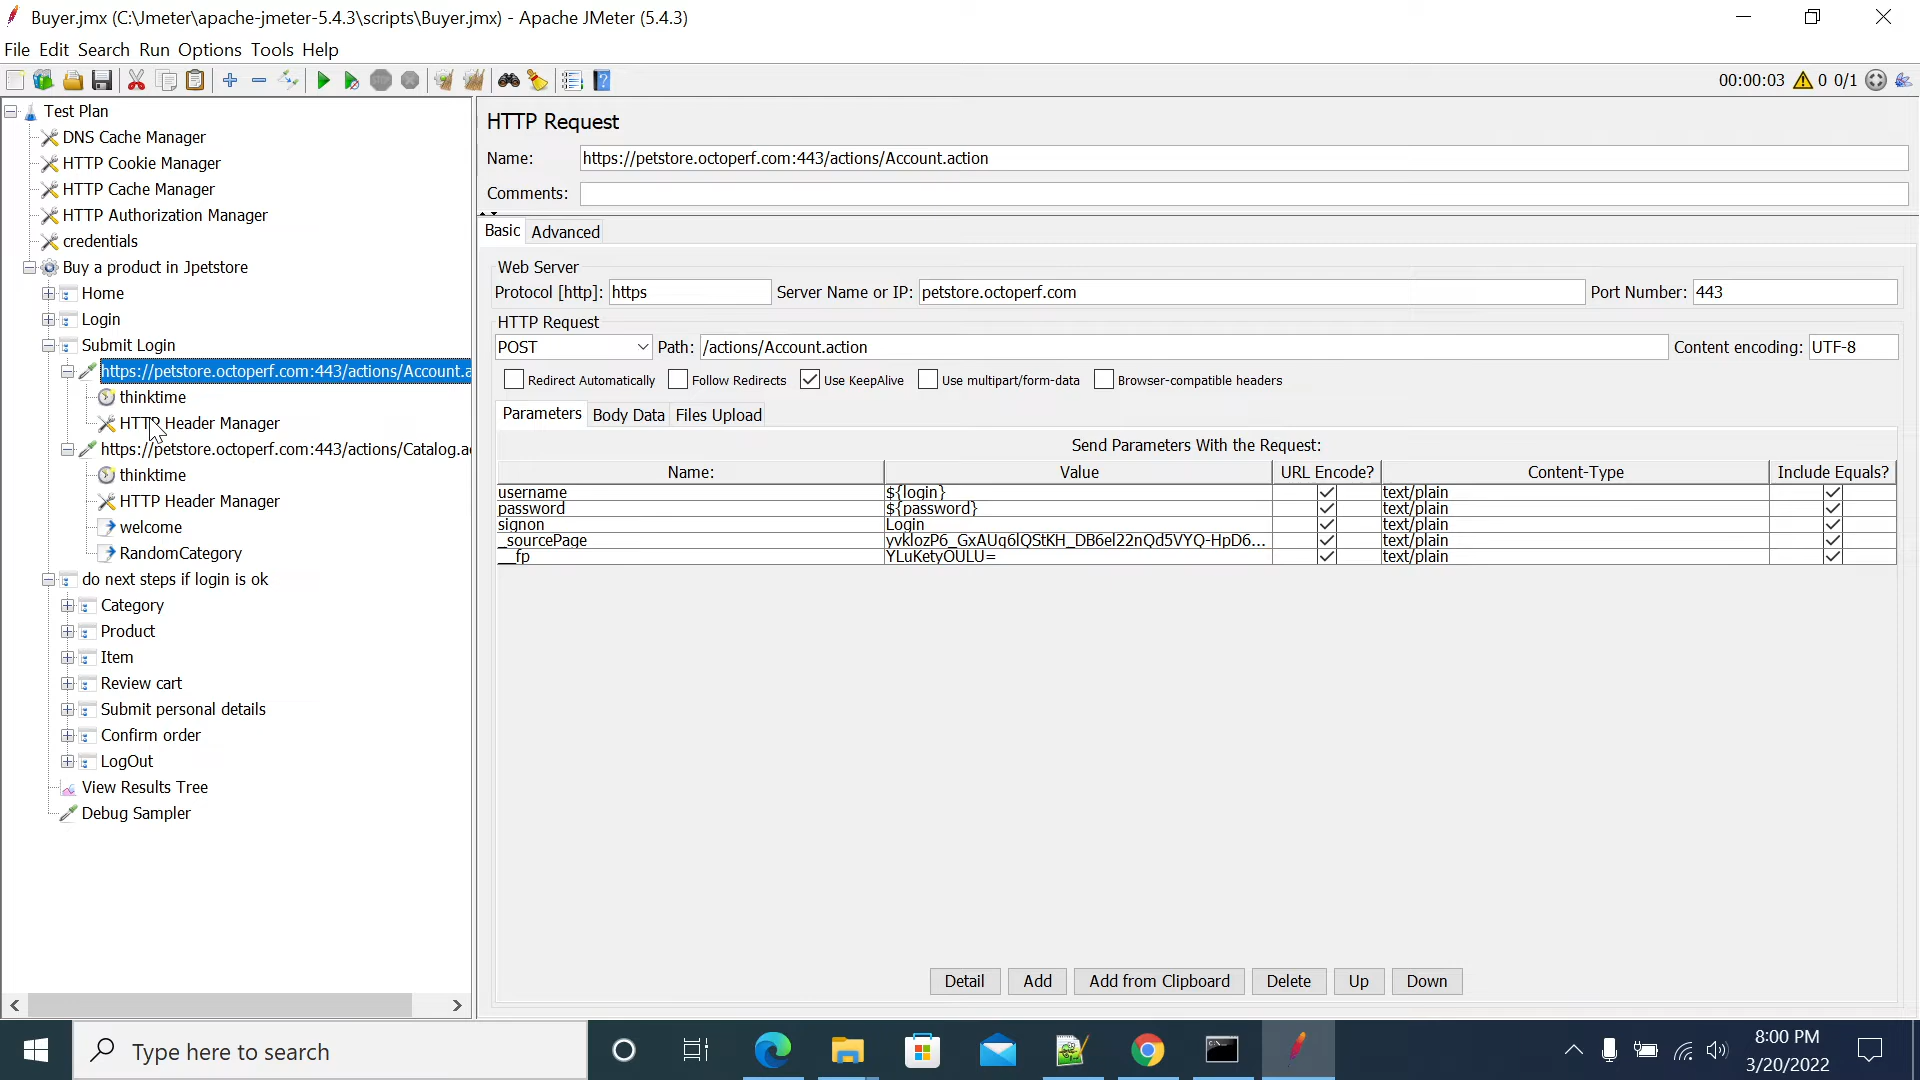 Buyer.jmx (C:\Jmeter\apache-jmeter-5.4.3\scripts\Buyer.jmx) - Apache JMeter (5.4.3)
File Edit Search Run Options Tools Help
00:00:03 0 0/1
Test Plan
DNS Cache Manager
HTTP Cookie Manager
HTTP Cache Manager
HTTP Authorization Manager
credentials
Buy a product in Jpetstore
Home
Login
Submit Login
https://petstore.octoperf.com:443/actions/Account.a
thinktime
HTTP Header Manager
https://petstore.octoperf.com:443/actions/Catalog.a
thinktime
HTTP Header Manager
welcome
RandomCategory
do next steps if login is ok
Category
Product
Item
Review cart
Submit personal details
Confirm order
LogOut
View Results Tree
Debug Sampler
HTTP Request
Name: https://petstore.octoperf.com:443/actions/Account.action
Comments:
Basic Advanced
Web Server
Protocol [http]: https Server Name or IP: petstore.octoperf.com Port Number: 443
HTTP Request
POST Path: /actions/Account.action Content encoding: UTF-8
Redirect Automatically Follow Redirects Use KeepAlive Use multipart/form-data Browser-compatible headers
Parameters Body Data Files Upload
Send Parameters With the Request:
Name: Value URL Encode? Content-Type Include Equals?
username ${login} text/plain
password ${password} text/plain
signon Login text/plain
_sourcePage yvklozP6_GxAUq6lQStKH_DB6el22nQd5VYQ-HpD6... text/plain
__fp YLuKetyOULU= text/plain
Detail Add Add from Clipboard Delete Up Down
Type here to search
8:00 PM
3/20/2022